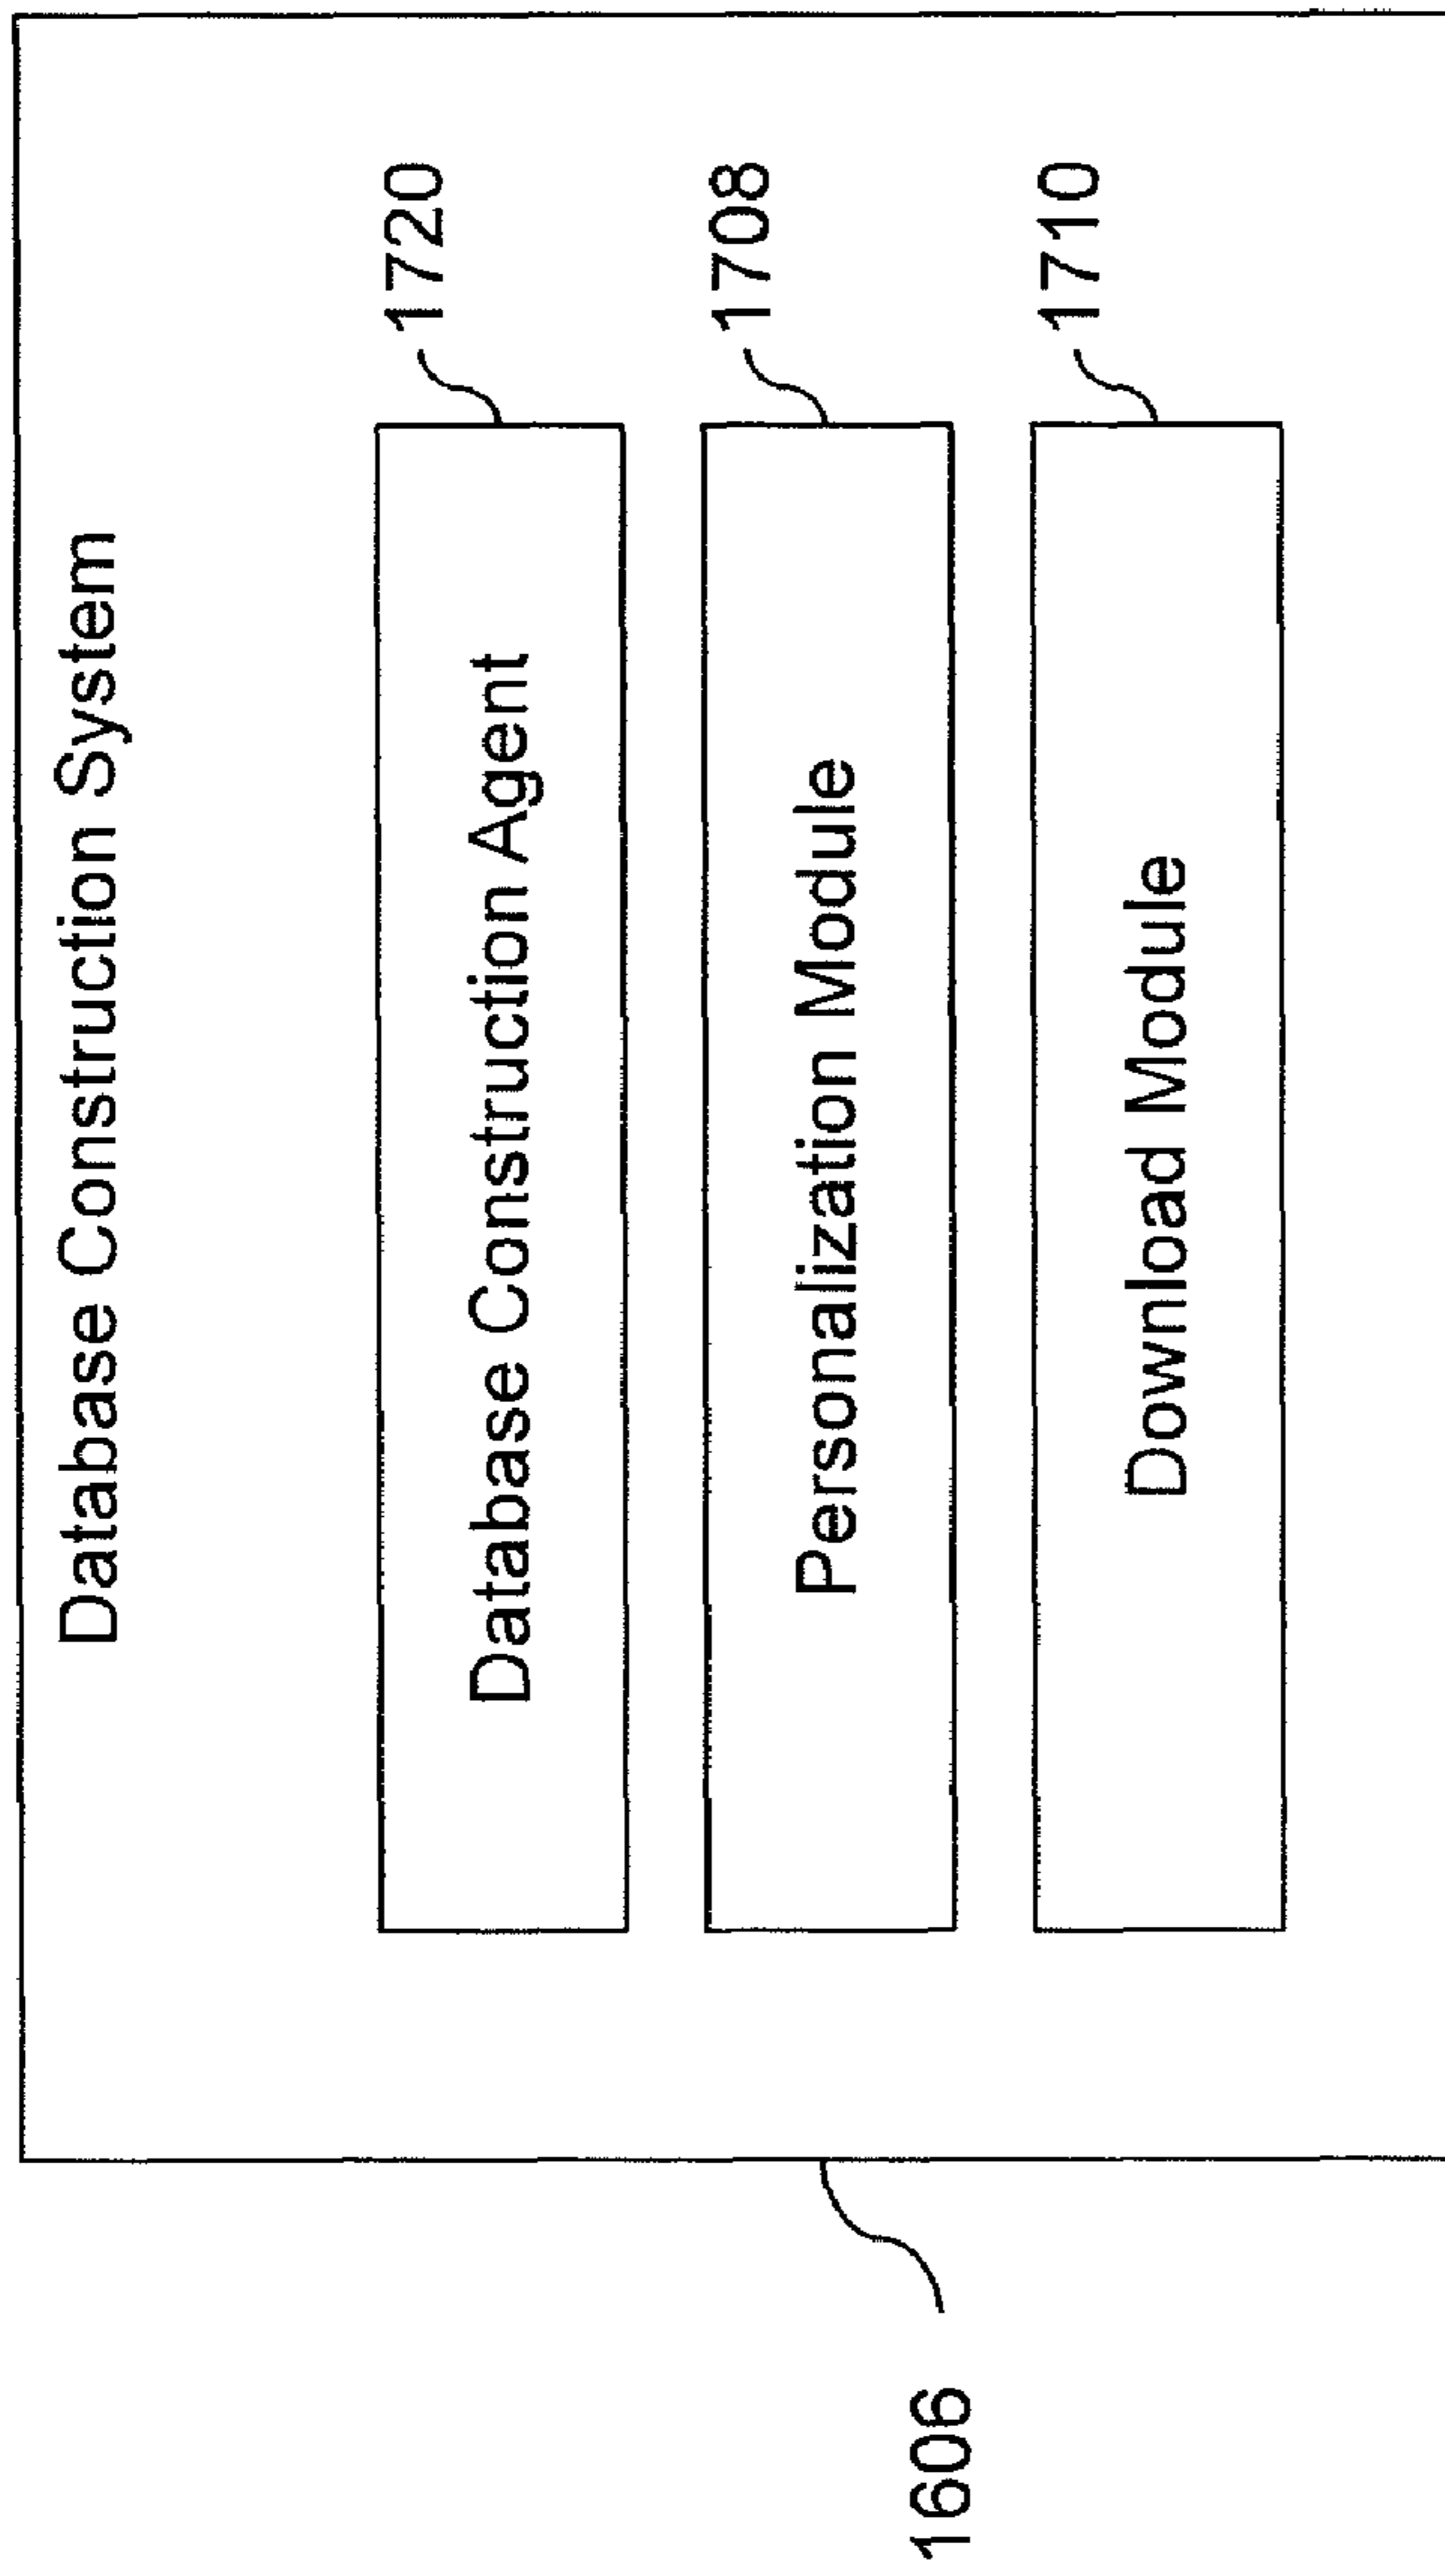 Database Construction System
Database Construction Agent
1720
Personalization Module
1708
Download Module
1710
1606